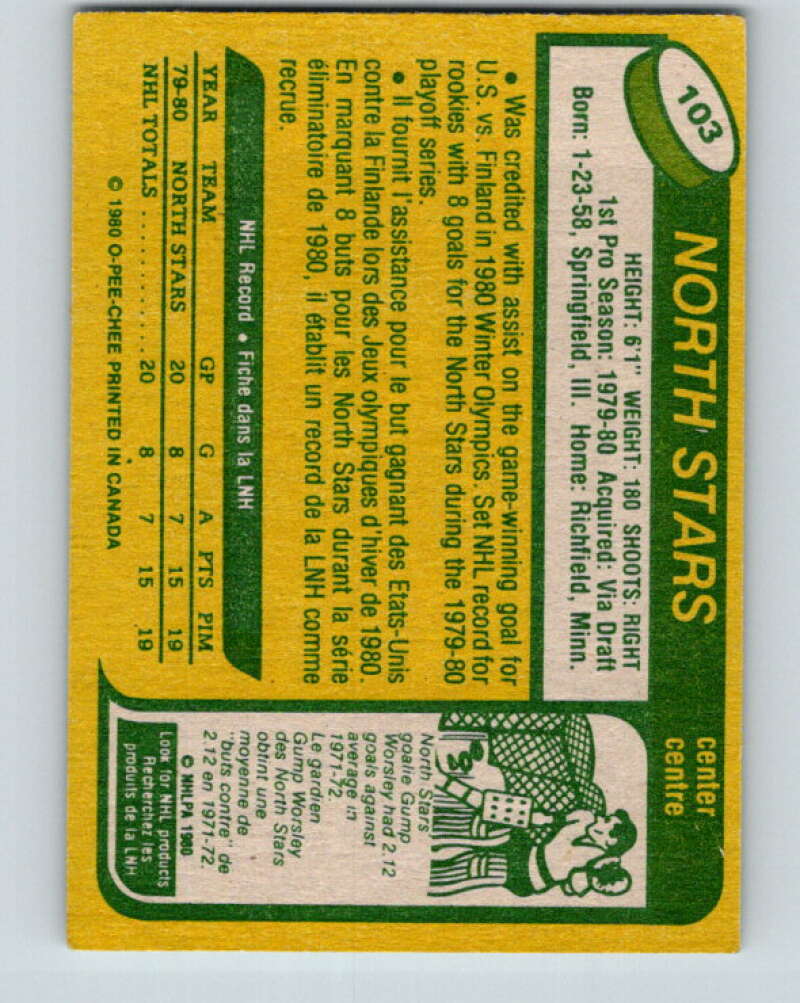 103
NORTH STARS
center
centre
HEIGHT: 6'1" WEIGHT: 180 SHOOTS: RIGHT
1st Pro Season: 1979-80 Acquired: Via Draft
Born: 1-23-58, Springfield, Ill. Home: Richfield, Minn.
• Was credited with assist on the game-winning goal for
U.S. vs. Finland in 1980 Winter Olympics. Set NHL record for
rookies with 8 goals for the North Stars during the 1979-80
playoff series.
• Il fournit l'assistance pour le but gagnant des Etats-Unis
contre la Finlande lors des Jeux olympiques d'hiver de 1980.
En marquant 8 buts pour les North Stars durant la série
éliminatoire de 1980, il établit un record de la LNH comme
recrue.
NHL Record • Fiche dans la LNH
YEAR TEAM GP G A PTS PIM
79-80 NORTH STARS 20 8 7 15 19
NHL TOTALS .......... 20 8 7 15 19
© 1980 O-PEE-CHEE PRINTED IN CANADA
North Stars
goalie Gump
Worsley had 2.12
goals against
average in
1971-72.
Le gardien
Gump Worsley
des North Stars
obtint une
moyenne de
"buts contre" de
2.12 en 1971-72.
© NHLPA 1980
Look for NHL products
Recherchez les
produits de la LNH